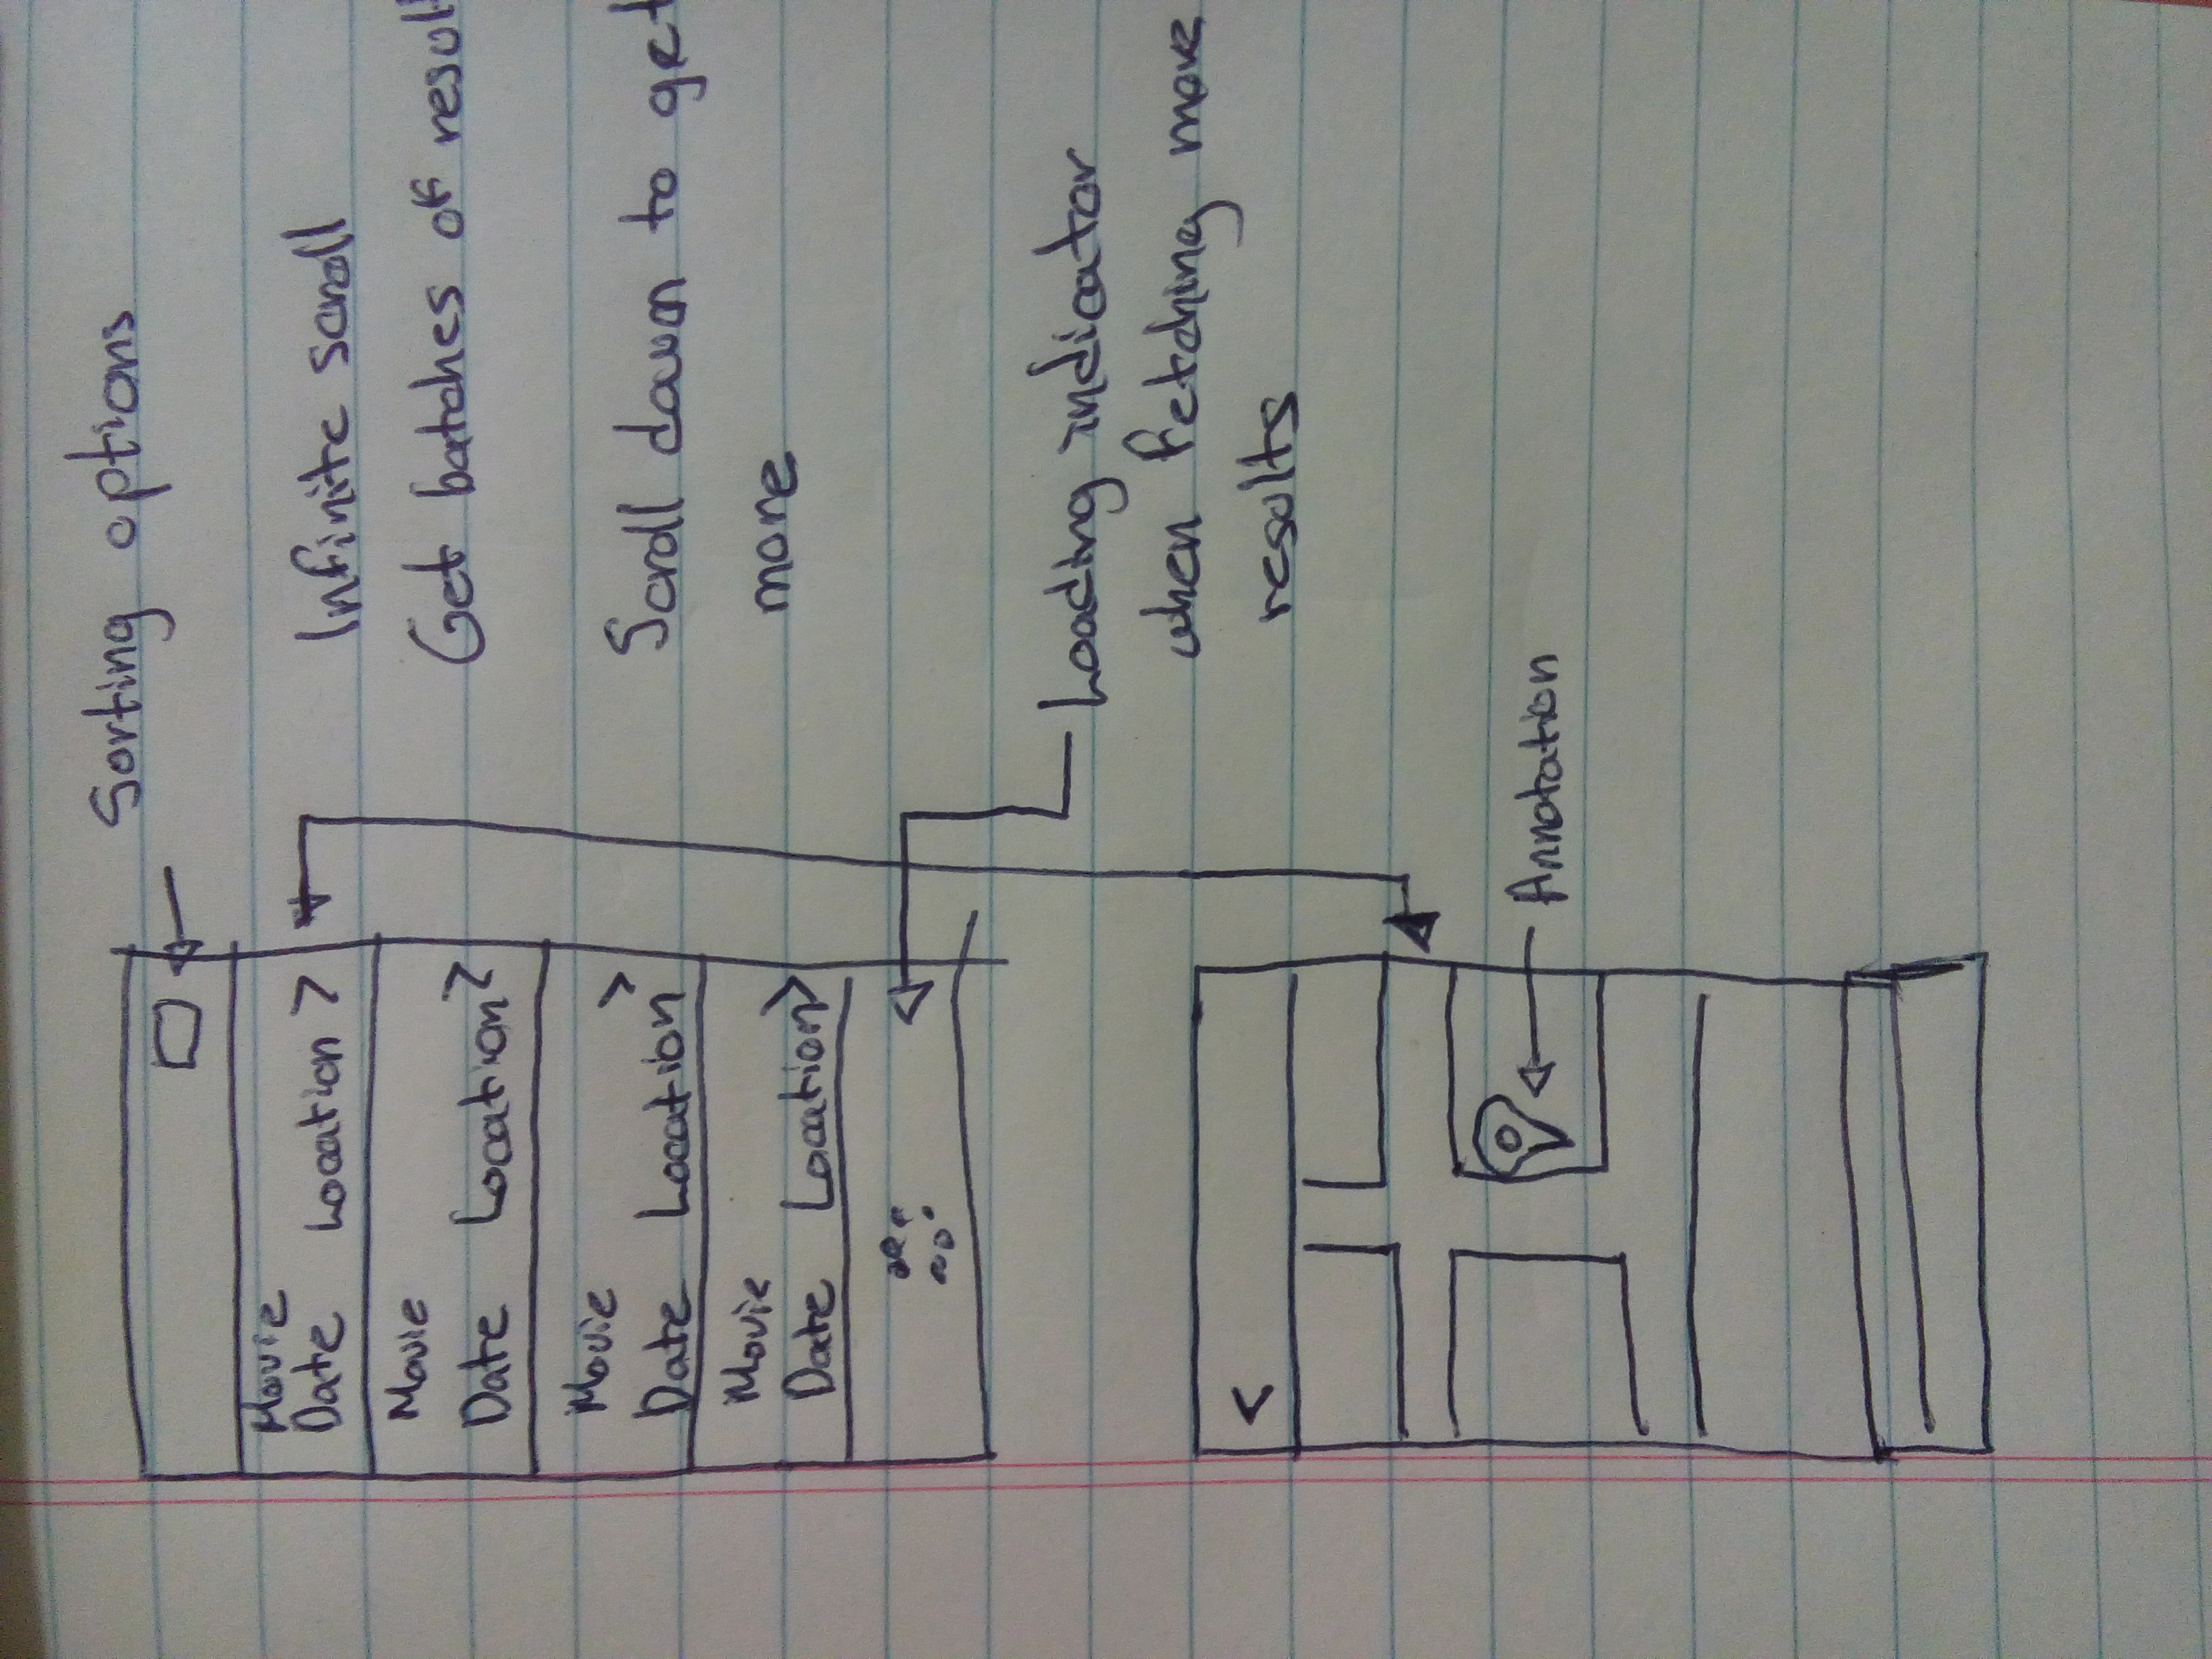 Sorting options
Movie
Date Location >
Infinite scroll
Movie
Get batches of resul
Date Location >
Movie
Date Location >
Scroll down to get
more
Movie
Date Location >
Loading indicator
when fetching more
results
<
Annotation